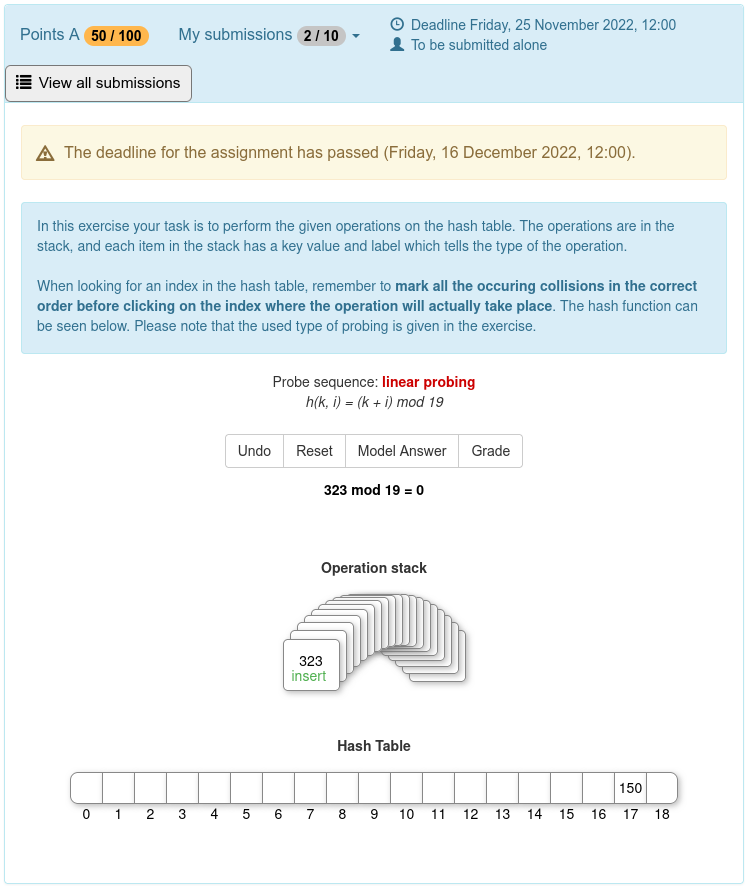 Points A 50 / 100 My submissions 2 / 10 Deadline Friday, 25 November 2022, 12:00
To be submitted alone
View all submissions
The deadline for the assignment has passed (Friday, 16 December 2022, 12:00).
In this exercise your task is to perform the given operations on the hash table. The operations are in the
stack, and each item in the stack has a key value and label which tells the type of the operation.
When looking for an index in the hash table, remember to mark all the occuring collisions in the correct
order before clicking on the index where the operation will actually take place. The hash function can
be seen below. Please note that the used type of probing is given in the exercise.
Probe sequence: linear probing
h(k, i) = (k + i) mod 19
Undo Reset Model Answer Grade
323 mod 19 = 0
Operation stack
323
insert
Hash Table
150
0 1 2 3 4 5 6 7 8 9 10 11 12 13 14 15 16 17 18